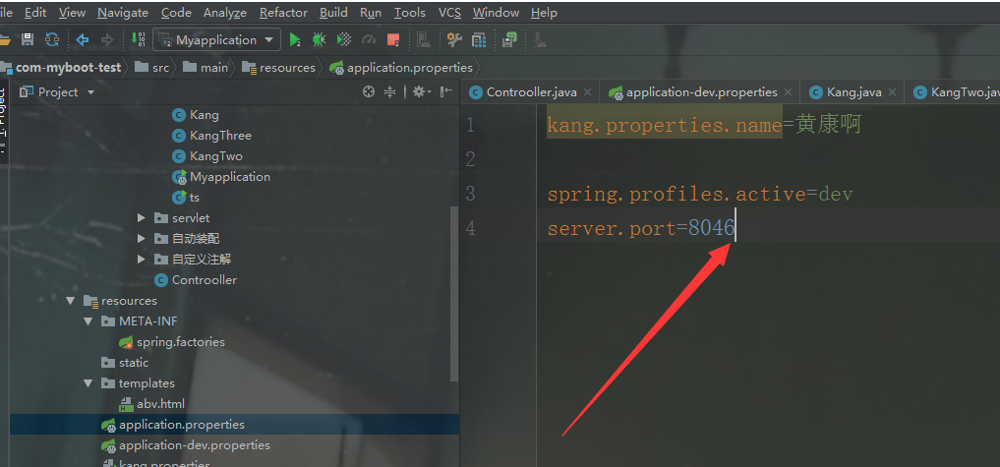 ile Edit View Navigate Code Analyze Refactor Build Run Tools VCS Window Help
Myapplication
com-myboot-test src main resources application.properties
Project
Controoller.java application-dev.properties Kang.java KangTwo.jav
Kang
KangThree
KangTwo
Myapplication
ts
servlet
自动装配
自定义注解
Controoller
resources
META-INF
spring.factories
static
templates
abv.html
application.properties
application-dev.properties
kang.properties
1 kang.properties.name=黄康啊
2
3 spring.profiles.active=dev
4 server.port=8046